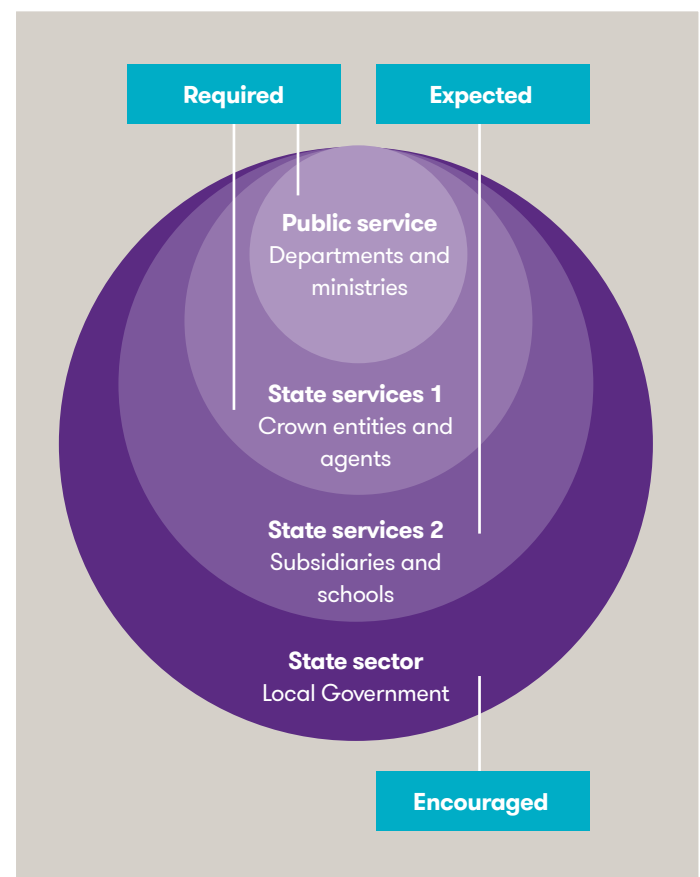 Required
Expected
Public service
Departments and
ministries
State services 1
Crown entities and
agents
State services 2
Subsidiaries and
schools
State sector
Local Government
Encouraged